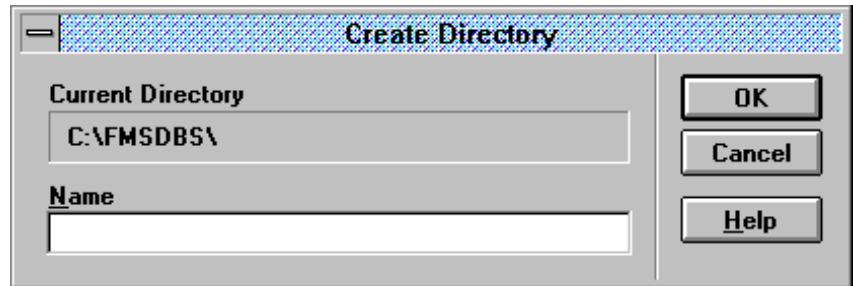 Create Directory
Current Directory
C:\FMSDBS\
Name
OK
Cancel
Help